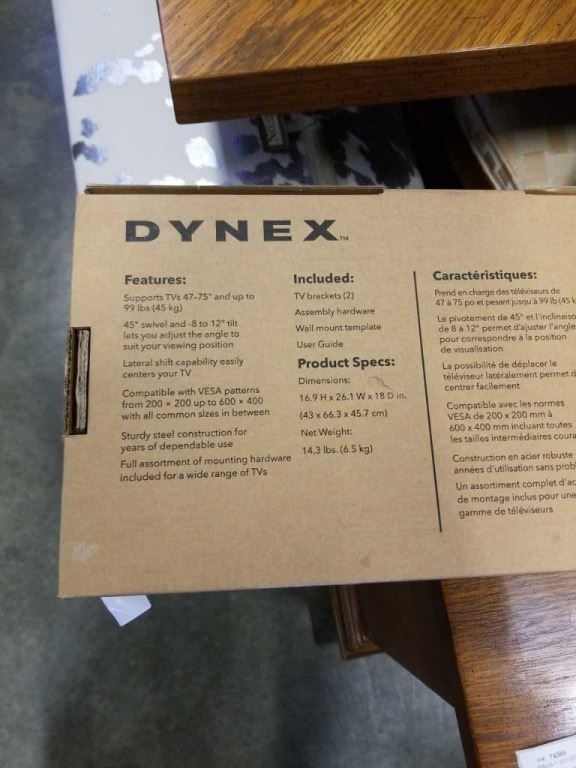 DYNEX™
Features:
Supports TVs 47-75" and up to
99 lbs (45 kg)
45° swivel and -8 to 12° tilt
lets you adjust the angle to
suit your viewing position
Lateral shift capability easily
centers your TV
Compatible with VESA patterns
from 200 × 200 up to 600 × 400
with all common sizes in between
Sturdy steel construction for
years of dependable use
Full assortment of mounting hardware
included for a wide range of TVs
Included:
TV brackets (2)
Assembly hardware
Wall mount template
User Guide
Product Specs:
Dimensions:
16.9 H x 26.1 W x 18 D in.
(43 x 66.3 x 45.7 cm)
Net Weight:
14.3 lbs. (6.5 kg)
Caractéristiques:
Prend en charge des téléviseurs de
47 à 75 po et pesant jusqu'à 99 lb (45 k
Le pivotement de 45° et l'inclinaiso
de 8 à 12° permet d'ajuster l'angle
pour correspondre à la position
de visualisation
La possibilité de déplacer le
téléviseur latéralement permet d
centrer facilement
Compatible avec les normes
VESA de 200 x 200 mm à
600 x 400 mm incluant toutes
les tailles intermédiaires coura
Construction en acier robuste
années d'utilisation sans prob
Un assortiment complet d'ac
de montage inclus pour une
gamme de téléviseurs
74389